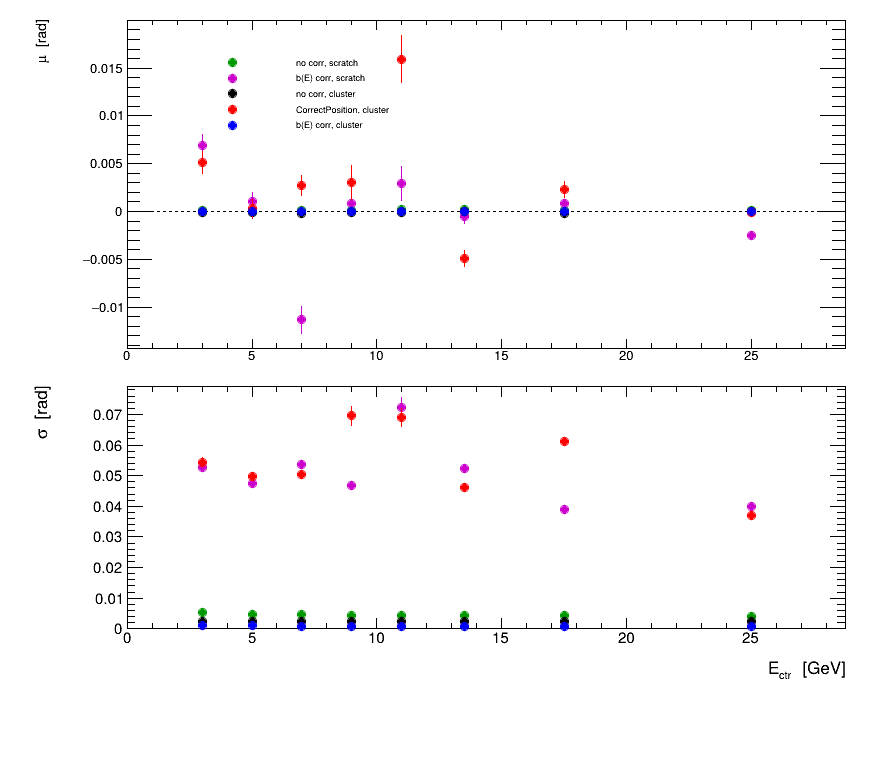 μ [rad]
0.015
0.01
0.005
0
−0.005
−0.01
no corr, scratch
b(E) corr, scratch
no corr, cluster
CorrectPosition, cluster
b(E) corr, cluster
0 5 10 15 20 25
σ [rad]
0.07
0.06
0.05
0.04
0.03
0.02
0.01
0
0 5 10 15 20 25
E_ctr [GeV]